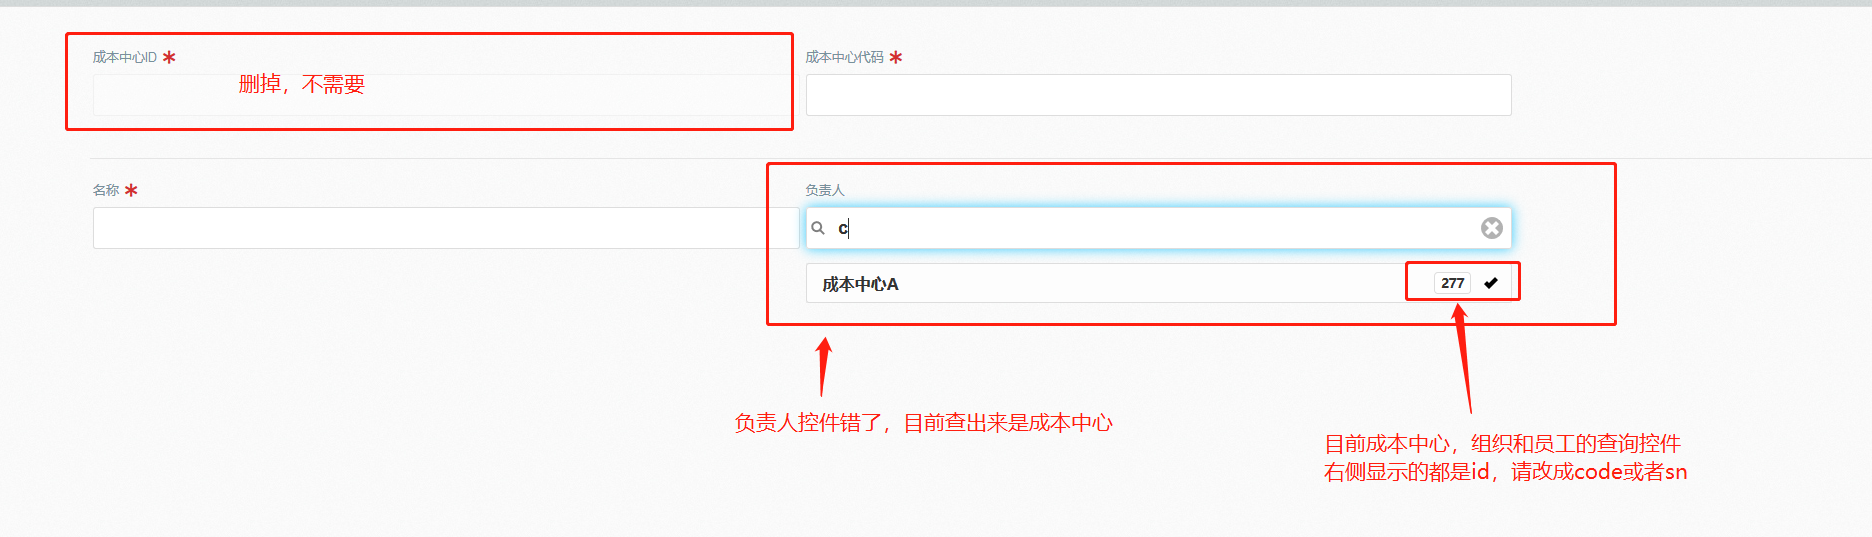 成本中心ID *
成本中心代码 *
删掉，不需要
名称 *
负责人
c
成本中心A
277
负责人控件错了，目前查出来是成本中心
目前成本中心，组织和员工的查询控件
右侧显示的都是id，请改成code或者sn